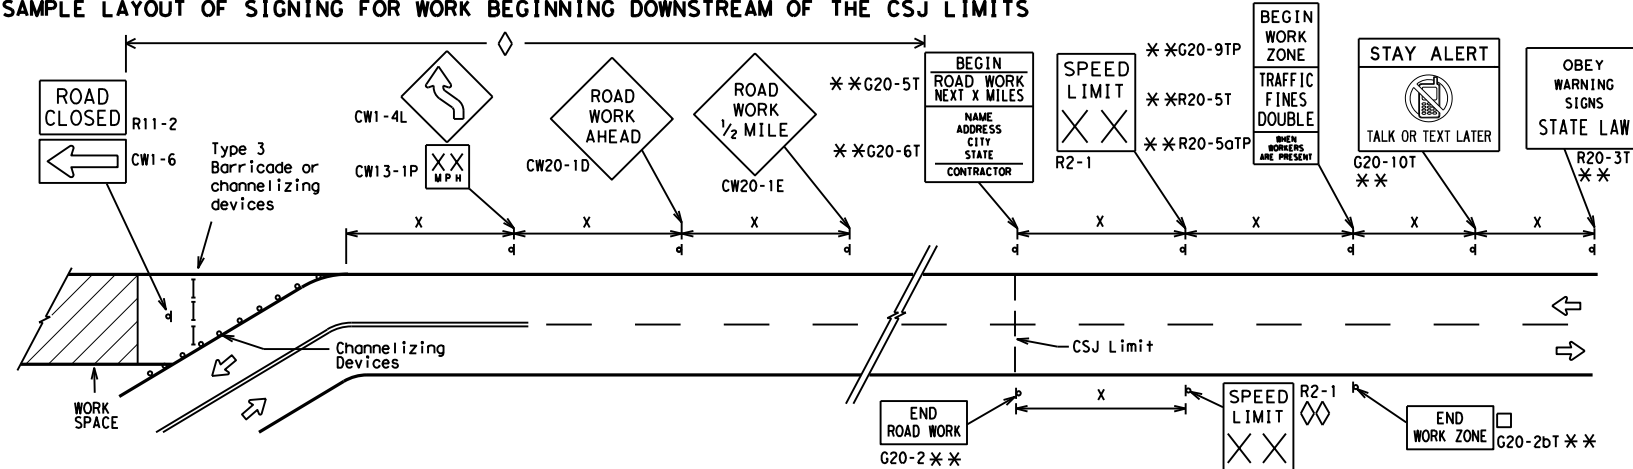 SAMPLE LAYOUT OF SIGNING FOR WORK BEGINNING DOWNSTREAM OF THE CSJ LIMITS
ROAD
CLOSED
R11-2
CW1-6
Type 3
Barricade or
channelizing
devices
CW1-4L
CW13-1P
X X
MPH
ROAD
WORK
AHEAD
CW20-1D
ROAD
WORK
1/2 MILE
CW20-1E
* *G20-5T
* *G20-6T
BEGIN
ROAD WORK
NEXT X MILES
NAME
ADDRESS
CITY
STATE
CONTRACTOR
SPEED
LIMIT
X X
R2-1
* *G20-9TP
* *R20-5T
* *R20-5aTP
BEGIN
WORK
ZONE
TRAFFIC
FINES
DOUBLE
WHEN
WORKERS
ARE PRESENT
STAY ALERT
TALK OR TEXT LATER
G20-10T
* *
OBEY
WARNING
SIGNS
STATE LAW
R20-3T
* *
X
X
X
X
X
X
X
Channelizing
Devices
CSJ Limit
WORK
SPACE
X
END
ROAD WORK
G20-2 * *
SPEED
LIMIT
X X
R2-1
END
WORK ZONE
G20-2bT * *